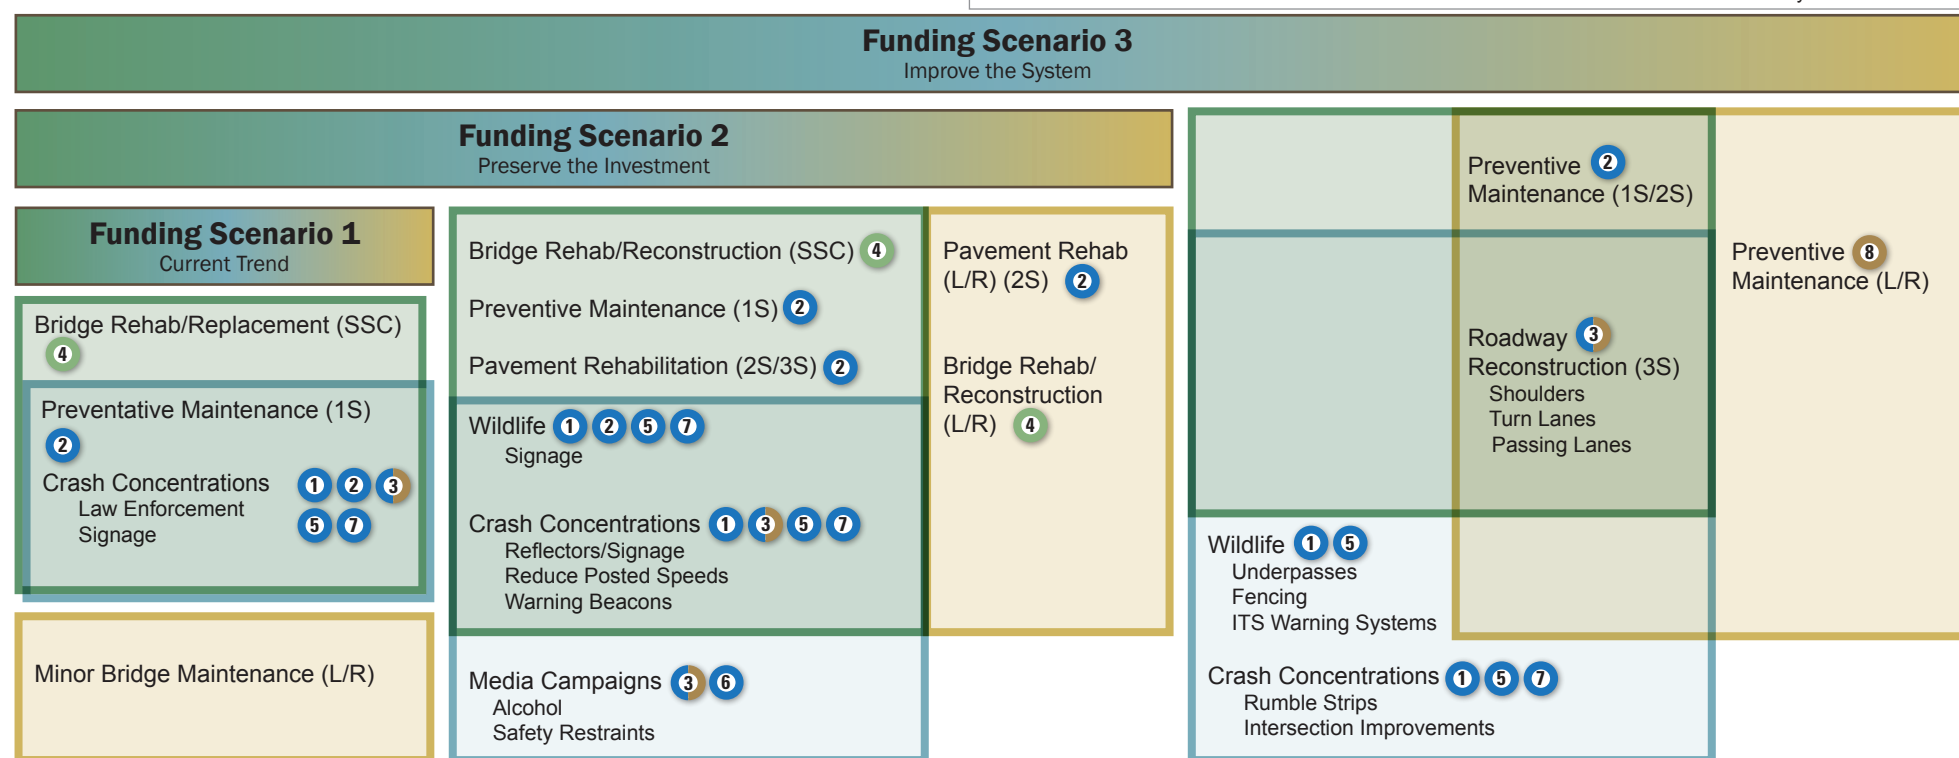 Funding Scenario 3
Improve the System
Funding Scenario 2
Preserve the Investment
Funding Scenario 1
Current Trend
Bridge Rehab/Replacement (SSC)
4
Preventative Maintenance (1S)
2
Crash Concentrations 1 2 3
Law Enforcement
Signage 5 7
Minor Bridge Maintenance (L/R)
Bridge Rehab/Reconstruction (SSC) 4
Preventive Maintenance (1S) 2
Pavement Rehabilitation (2S/3S) 2
Wildlife 1 2 5 7
Signage
Crash Concentrations 1 3 5 7
Reflectors/Signage
Reduce Posted Speeds
Warning Beacons
Media Campaigns 3 6
Alcohol
Safety Restraints
Pavement Rehab
(L/R) (2S) 2
Bridge Rehab/
Reconstruction
(L/R) 4
Preventive 2
Maintenance (1S/2S)
Roadway 3
Reconstruction (3S)
Shoulders
Turn Lanes
Passing Lanes
Preventive 8
Maintenance (L/R)
Wildlife 1 5
Underpasses
Fencing
ITS Warning Systems
Crash Concentrations 1 5 7
Rumble Strips
Intersection Improvements